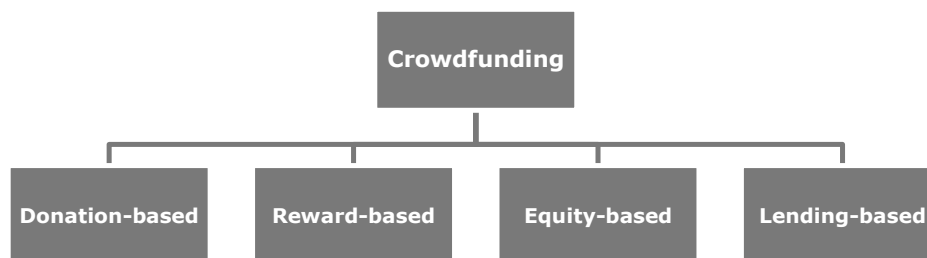 Crowdfunding
Donation-based
Reward-based
Equity-based
Lending-based